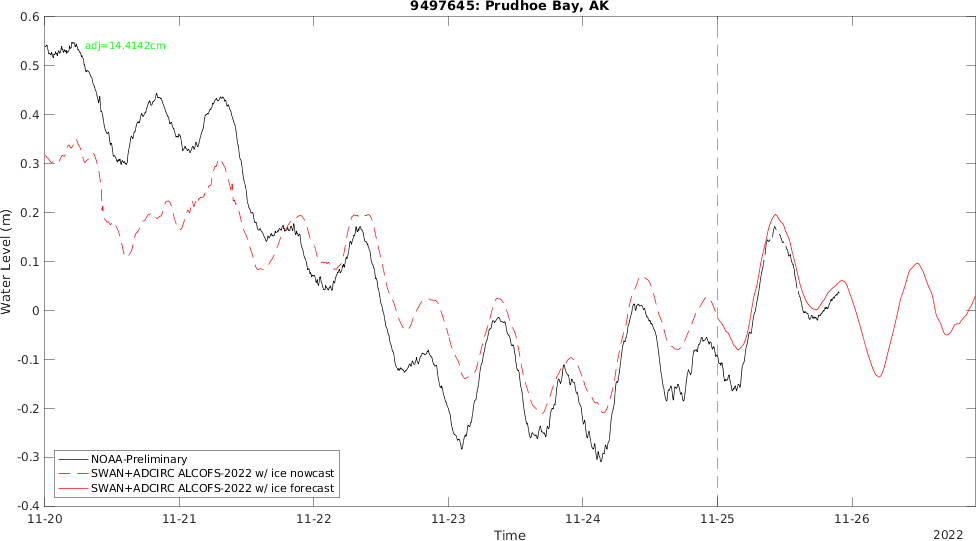 9497645: Prudhoe Bay, AK
adj=14.4142cm
0.6
0.5
0.4
0.3
0.2
0.1
0
-0.1
-0.2
-0.3
-0.4
Water Level (m)
NOAA-Preliminary
SWAN+ADCIRC ALCOFS-2022 w/ ice nowcast
SWAN+ADCIRC ALCOFS-2022 w/ ice forecast
11-20 11-21 11-22 11-23 11-24 11-25 11-26
Time
2022